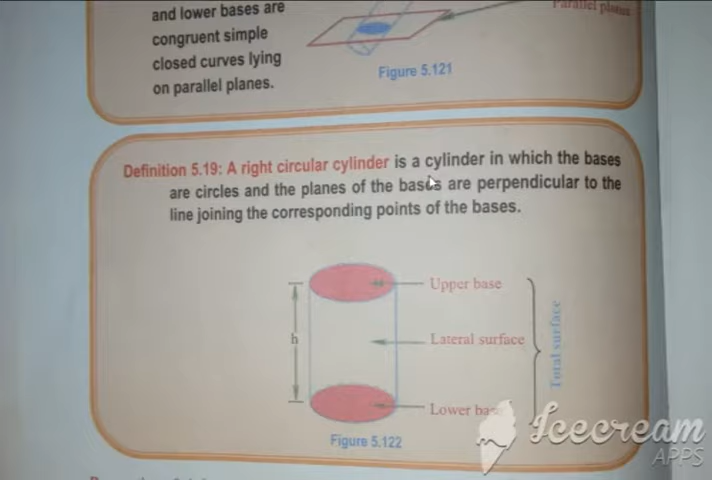 and lower bases are
congruent simple
closed curves lying
on parallel planes.
Parallel planes
Figure 5.121
Definition 5.19: A right circular cylinder is a cylinder in which the bases
are circles and the planes of the bases are perpendicular to the
line joining the corresponding points of the bases.
Upper base
h
Lateral surface
Total surface
Lower base
Figure 5.122
Icecream
APPS